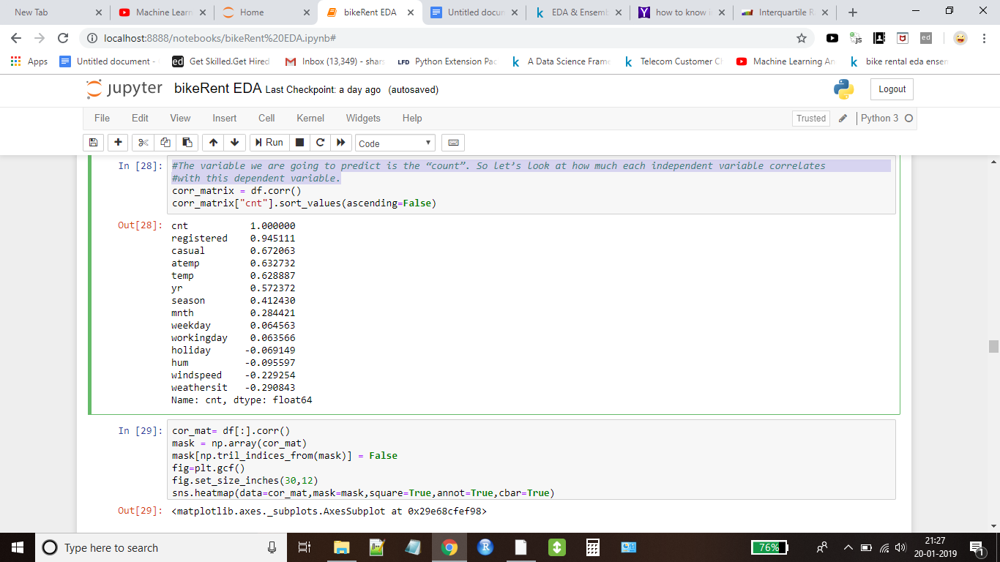 New Tab
Machine Learn
Home
bikeRent EDA
Untitled docun
EDA & Ensemb
how to know i
Interquartile R
localhost:8888/notebooks/bikeRent%20EDA.ipynb#
Apps
Untitled document -
Get Skilled.Get Hired
Inbox (13,349) - shar
Python Extension Pac
A Data Science Frame
Telecom Customer C
Machine Learning An
bike rental eda ensen
jupyter bikeRent EDA Last Checkpoint: a day ago (autosaved)
Logout
File Edit View Insert Cell Kernel Widgets Help
Trusted
Python 3
Run
Code
In [28]: #The variable we are going to predict is the “count”. So let’s look at how much each independent variable correlates
#with this dependent variable.
corr_matrix = df.corr()
corr_matrix["cnt"].sort_values(ascending=False)
Out[28]: cnt 1.000000
registered 0.945111
casual 0.672063
atemp 0.632732
temp 0.628887
yr 0.572372
season 0.412430
mnth 0.284421
weekday 0.064563
workingday 0.063566
holiday -0.069149
hum -0.095597
windspeed -0.229254
weathersit -0.290843
Name: cnt, dtype: float64
In [29]: cor_mat= df[:].corr()
mask = np.array(cor_mat)
mask[np.tril_indices_from(mask)] = False
fig=plt.gcf()
fig.set_size_inches(30,12)
sns.heatmap(data=cor_mat,mask=mask,square=True,annot=True,cbar=True)
Out[29]: <matplotlib.axes._subplots.AxesSubplot at 0x29e68cfef98>
Type here to search
76%
21:27
20-01-2019